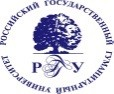 РОССИЙСКИЙ ГОСУДАРСТВЕННЫЙ ГУМАНИТАРНЫЙ УНИВЕРСИТЕТ
РГГУ